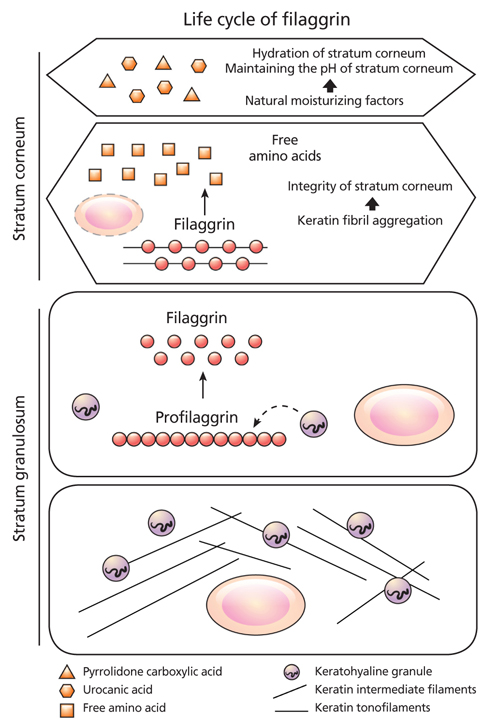 Life cycle of filaggrin
Stratum corneum
Hydration of stratum corneum
Maintaining the pH of stratum corneum
Natural moisturizing factors
Free
amino acids
Integrity of stratum corneum
Keratin fibril aggregation
Filaggrin
Stratum granulosum
Filaggrin
Profilaggrin
Pyrrolidone carboxylic acid
Urocanic acid
Free amino acid
Keratohyaline granule
Keratin intermediate filaments
Keratin tonofilaments